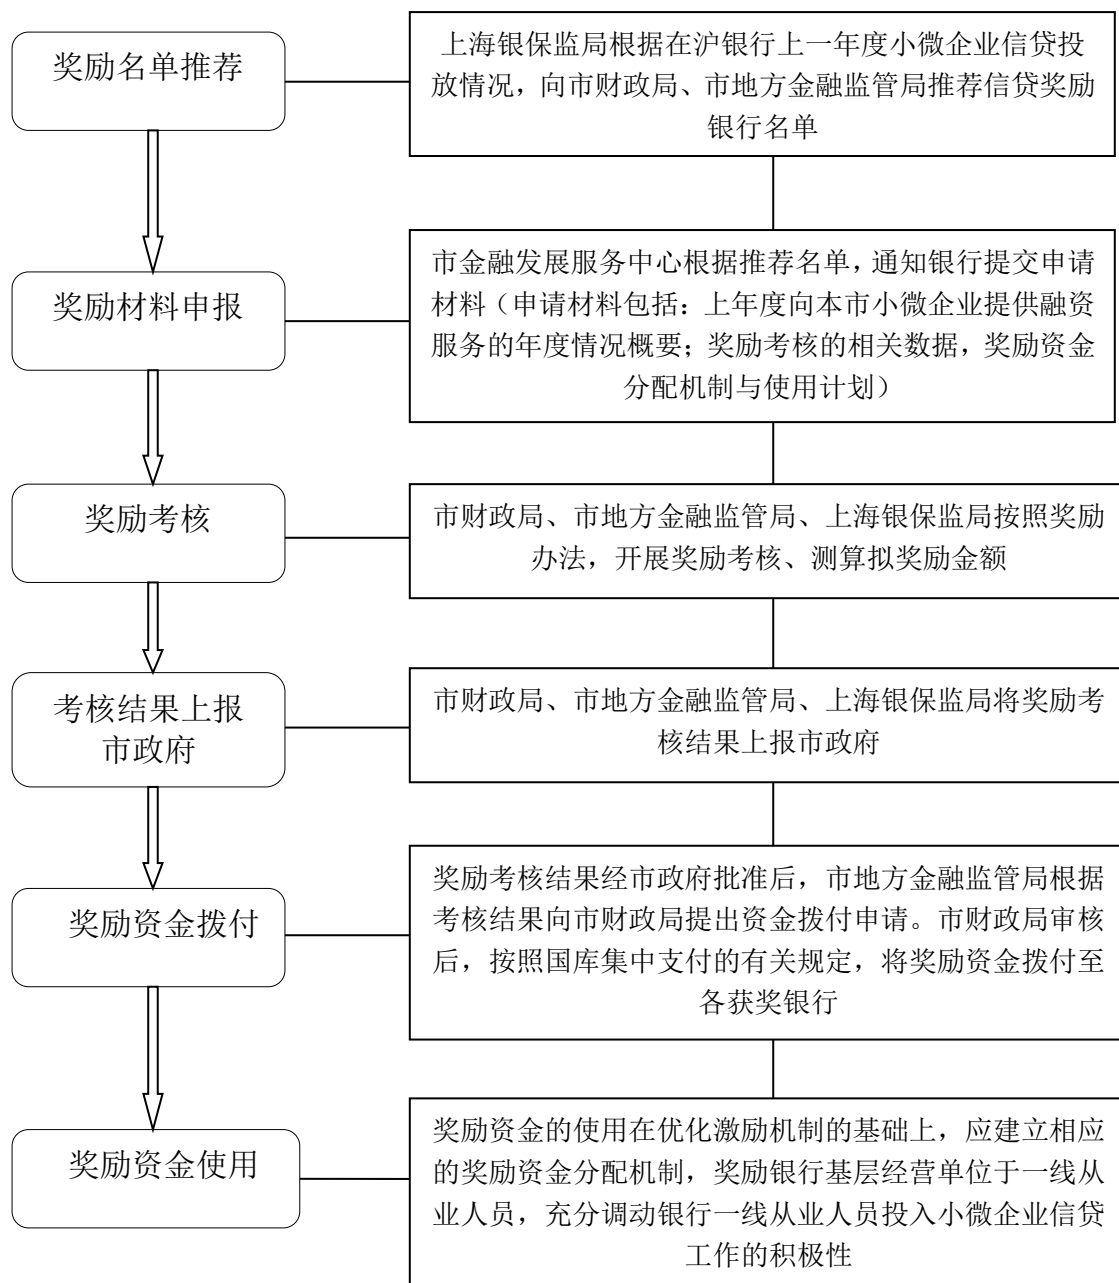 奖励名单推荐
上海银保监局根据在沪银行上一年度小微企业信贷投
放情况，向市财政局、市地方金融监管局推荐信贷奖励
银行名单
奖励材料申报
市金融发展服务中心根据推荐名单，通知银行提交申请
材料（申请材料包括：上年度向本市小微企业提供融资
服务的年度情况概要；奖励考核的相关数据，奖励资金
分配机制与使用计划）
奖励考核
市财政局、市地方金融监管局、上海银保监局按照奖励
办法，开展奖励考核、测算拟奖励金额
考核结果上报
市政府
市财政局、市地方金融监管局、上海银保监局将奖励考
核结果上报市政府
奖励资金拨付
奖励考核结果经市政府批准后，市地方金融监管局根据
考核结果向市财政局提出资金拨付申请。市财政局审核
后，按照国库集中支付的有关规定，将奖励资金拨付至
各获奖银行
奖励资金使用
奖励资金的使用在优化激励机制的基础上，应建立相应
的奖励资金分配机制，奖励银行基层经营单位于一线从
业人员，充分调动银行一线从业人员投入小微企业信贷
工作的积极性